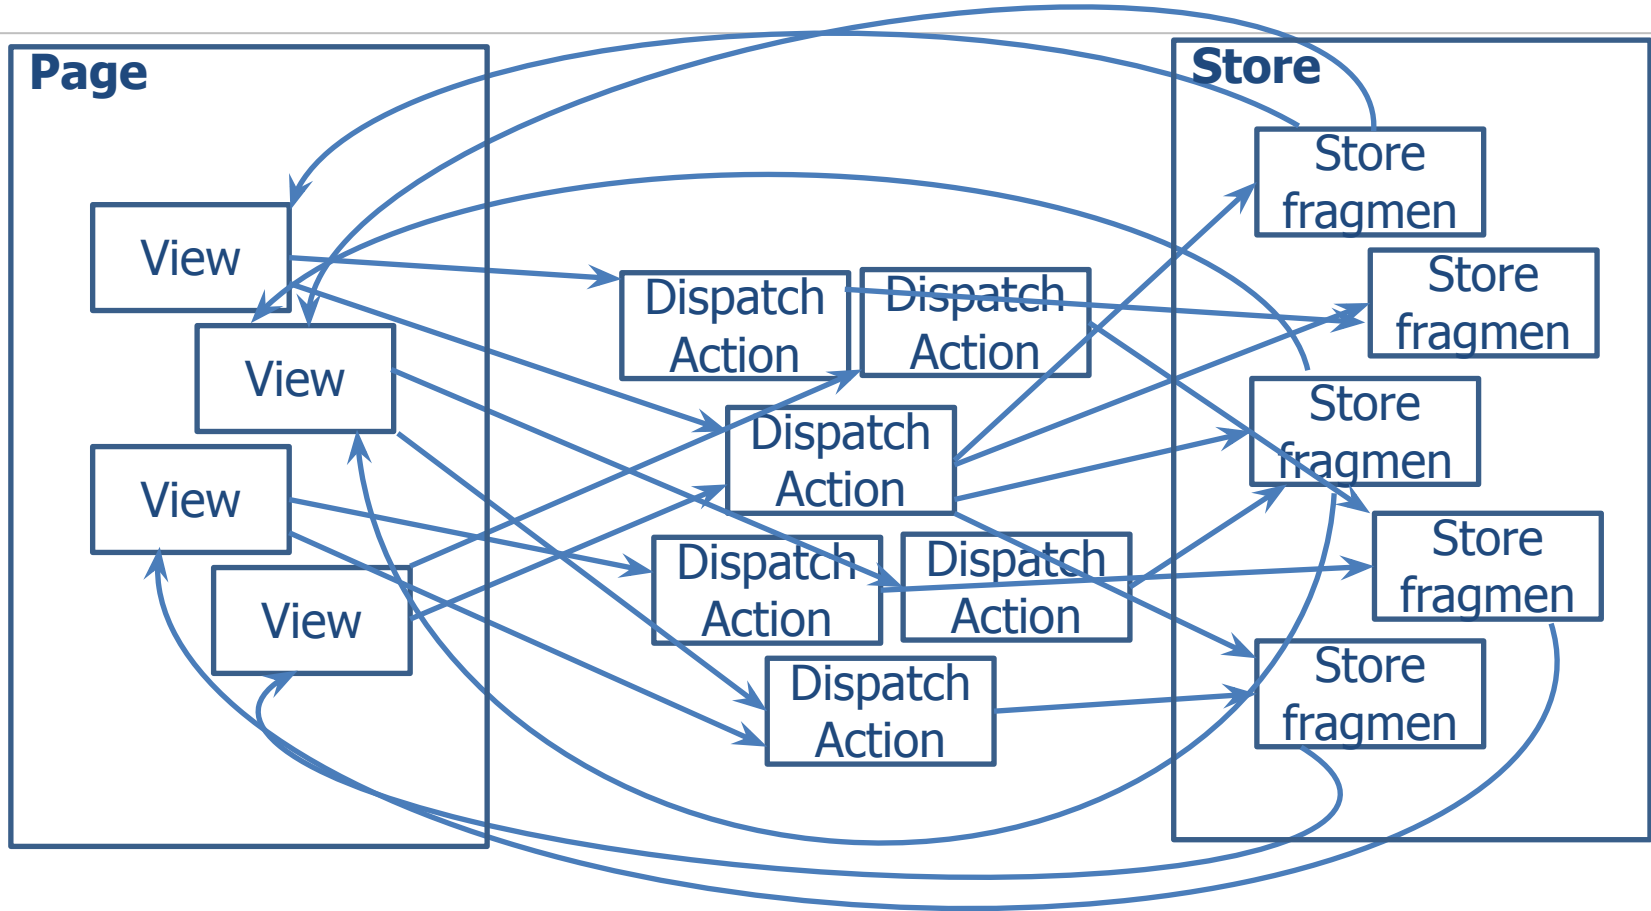 Page
View
View
View
View
Dispatch
Action
Dispatch
Action
Dispatch
Action
Dispatch
Action
Dispatch
Action
Dispatch
Action
Store
Store
fragmen
Store
fragmen
Store
fragmen
Store
fragmen
Store
fragmen